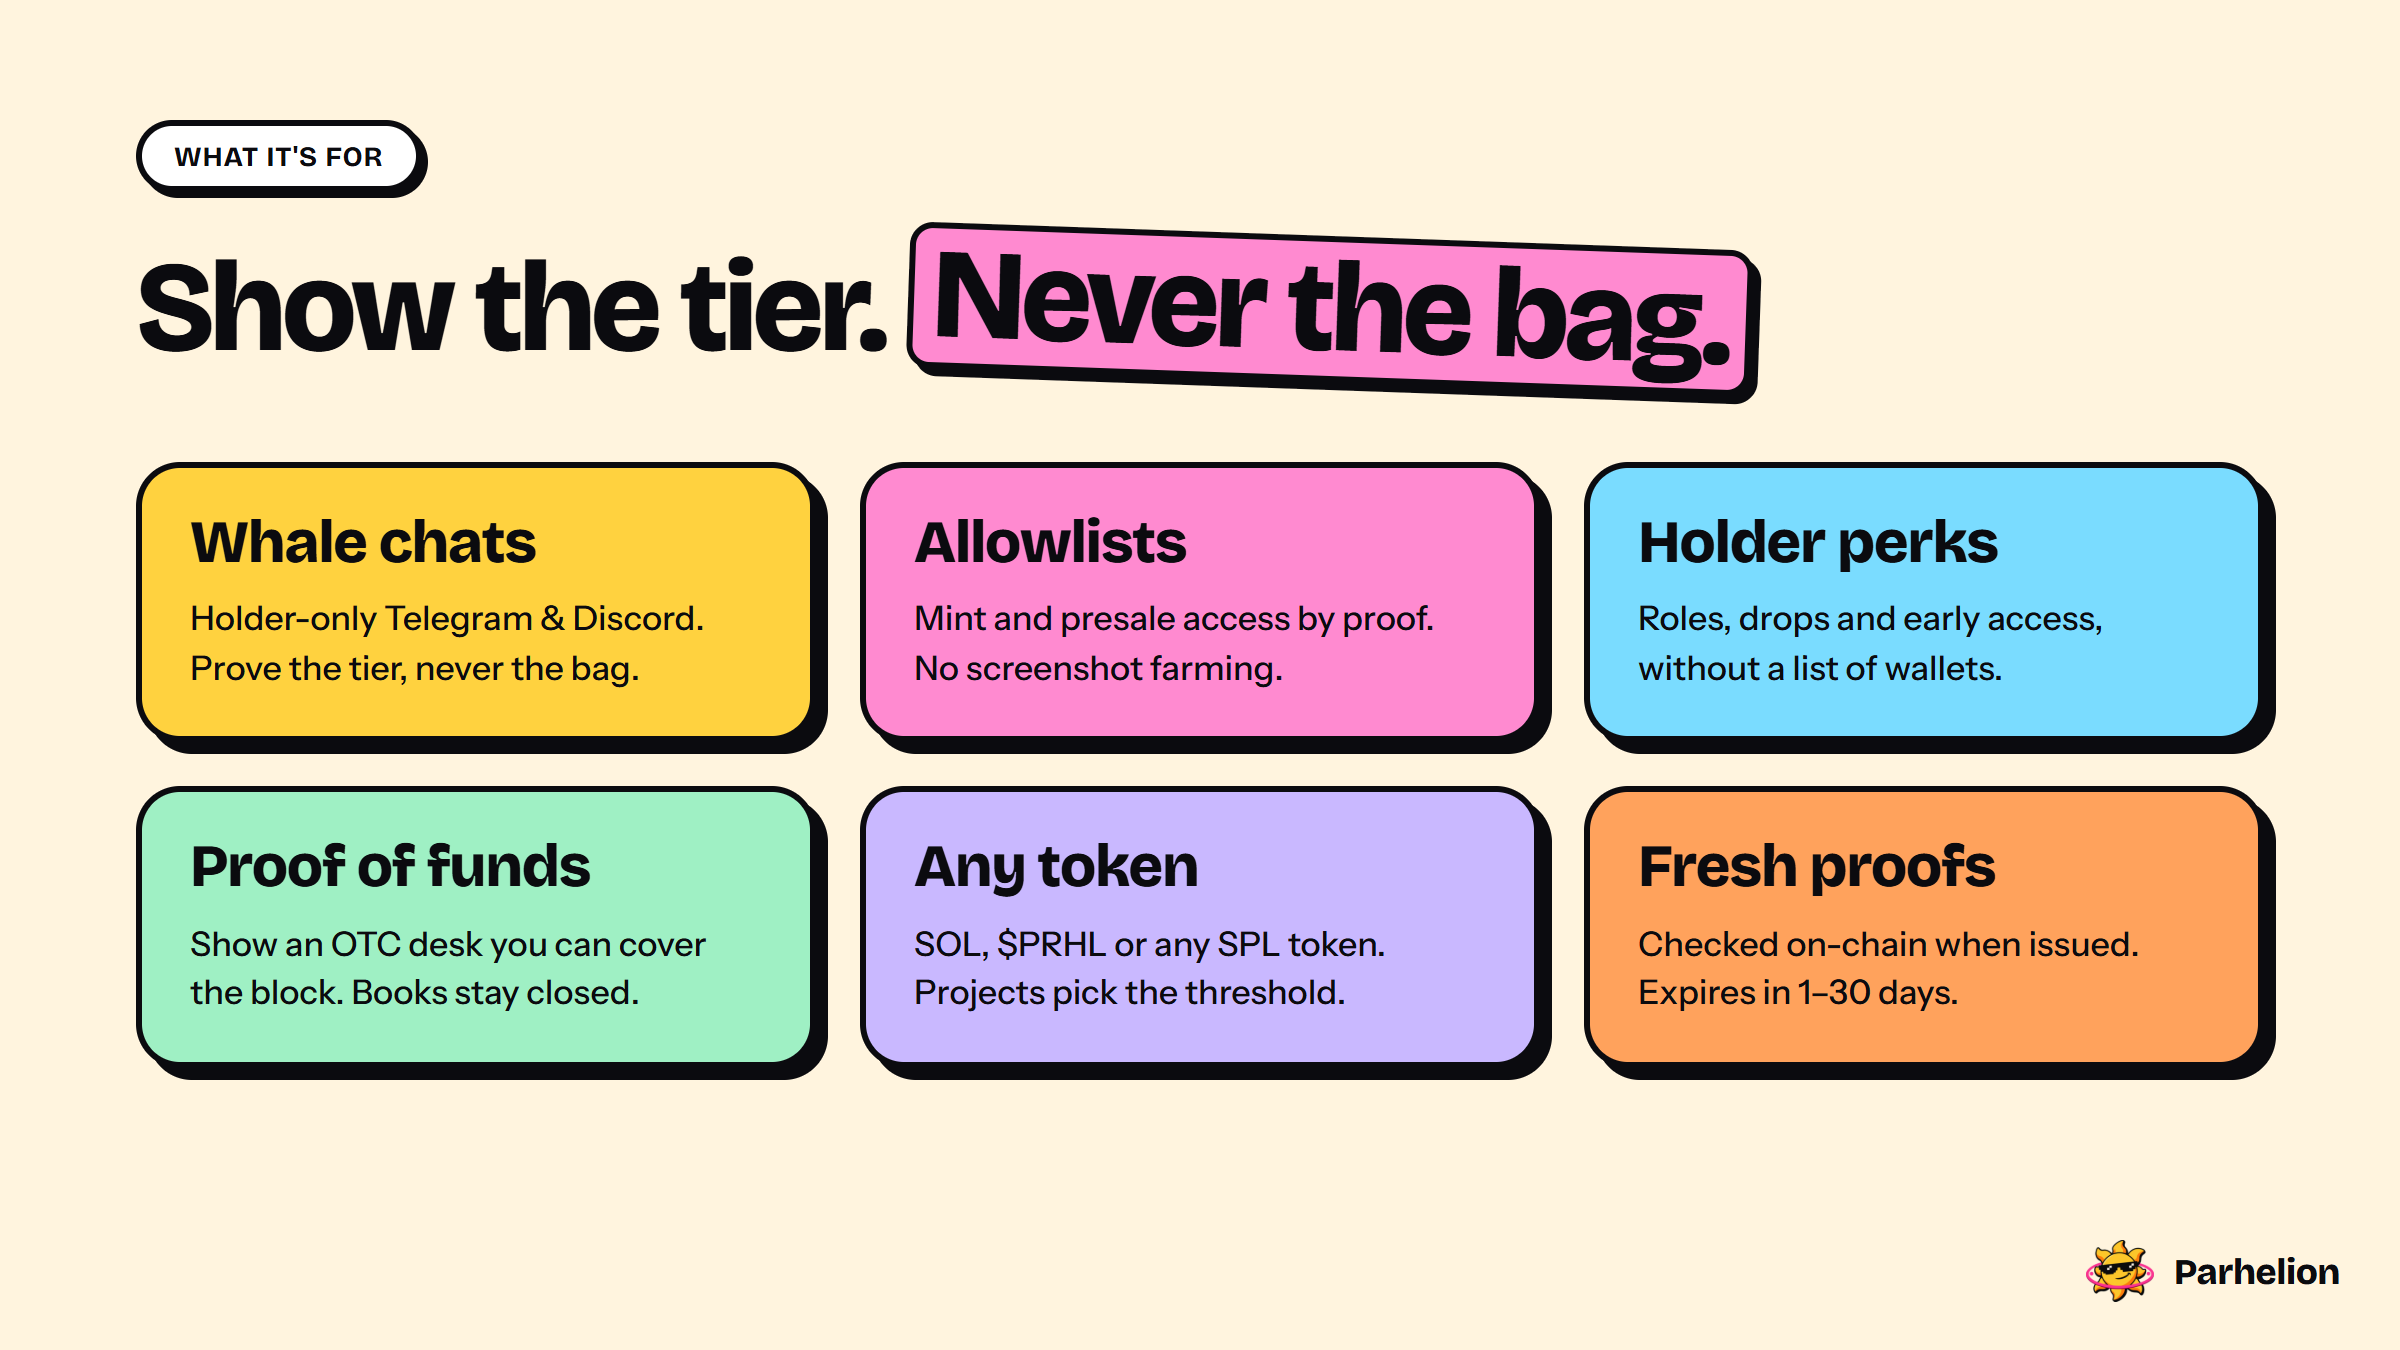 WHAT IT'S FOR
Show the tier. Never the bag.
Whale chats
Holder-only Telegram & Discord.
Prove the tier, never the bag.
Allowlists
Mint and presale access by proof.
No screenshot farming.
Holder perks
Roles, drops and early access,
without a list of wallets.
Proof of funds
Show an OTC desk you can cover
the block. Books stay closed.
Any token
SOL, $PRHL or any SPL token.
Projects pick the threshold.
Fresh proofs
Checked on-chain when issued.
Expires in 1–30 days.
Parhelion